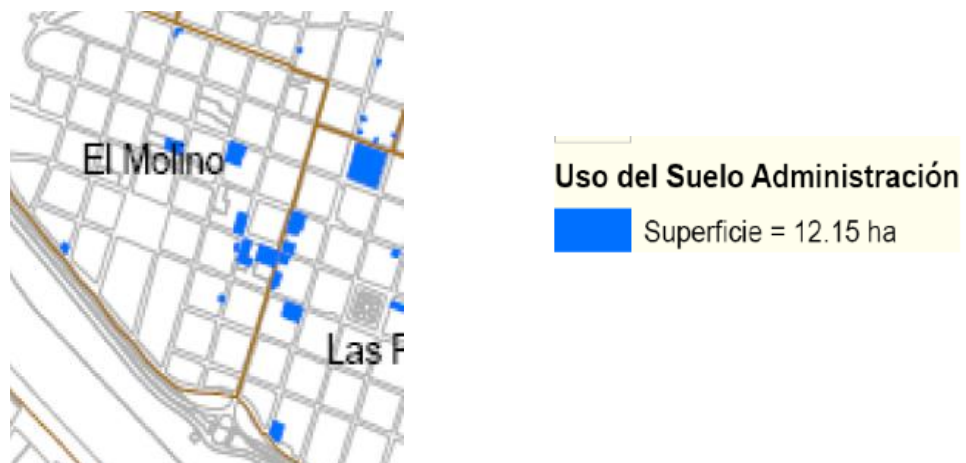 El Molino
Las
Uso del Suelo Administración
Superficie = 12.15 ha